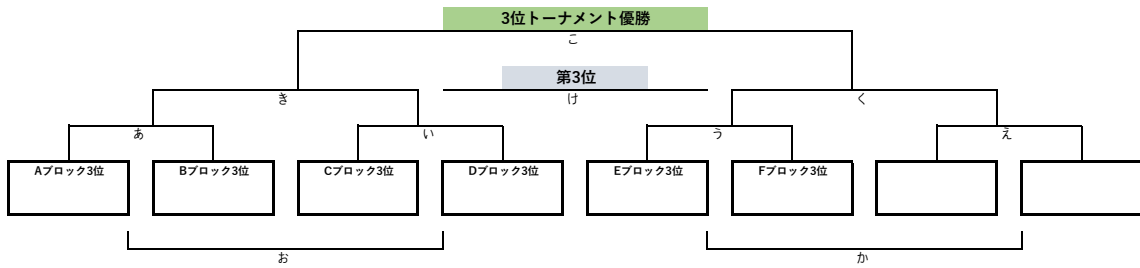 3位トーナメント優勝
こ
第3位
き
け
く
あ
い
う
え
Aブロック3位
Bブロック3位
Cブロック3位
Dブロック3位
Eブロック3位
Fブロック3位
お
か